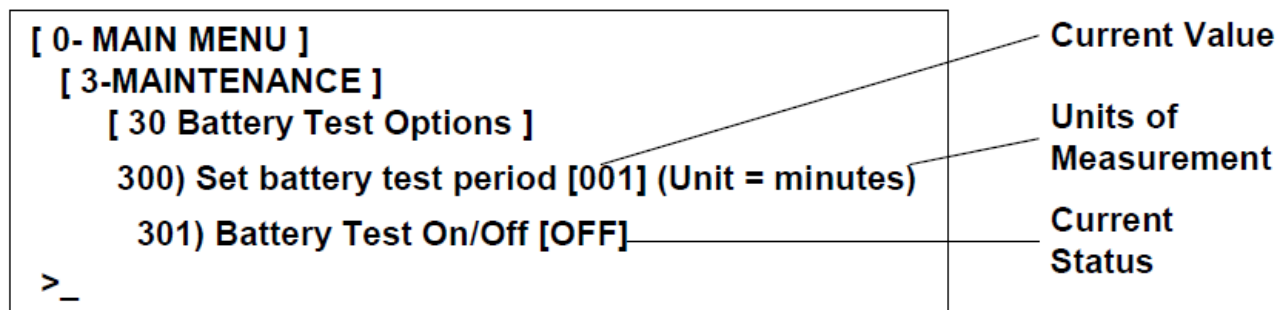 [ 0- MAIN MENU ]
[ 3-MAINTENANCE ]
[ 30 Battery Test Options ]
300) Set battery test period [001] (Unit = minutes)
301) Battery Test On/Off [OFF]
>_
Current Value
Units of
Measurement
Current
Status